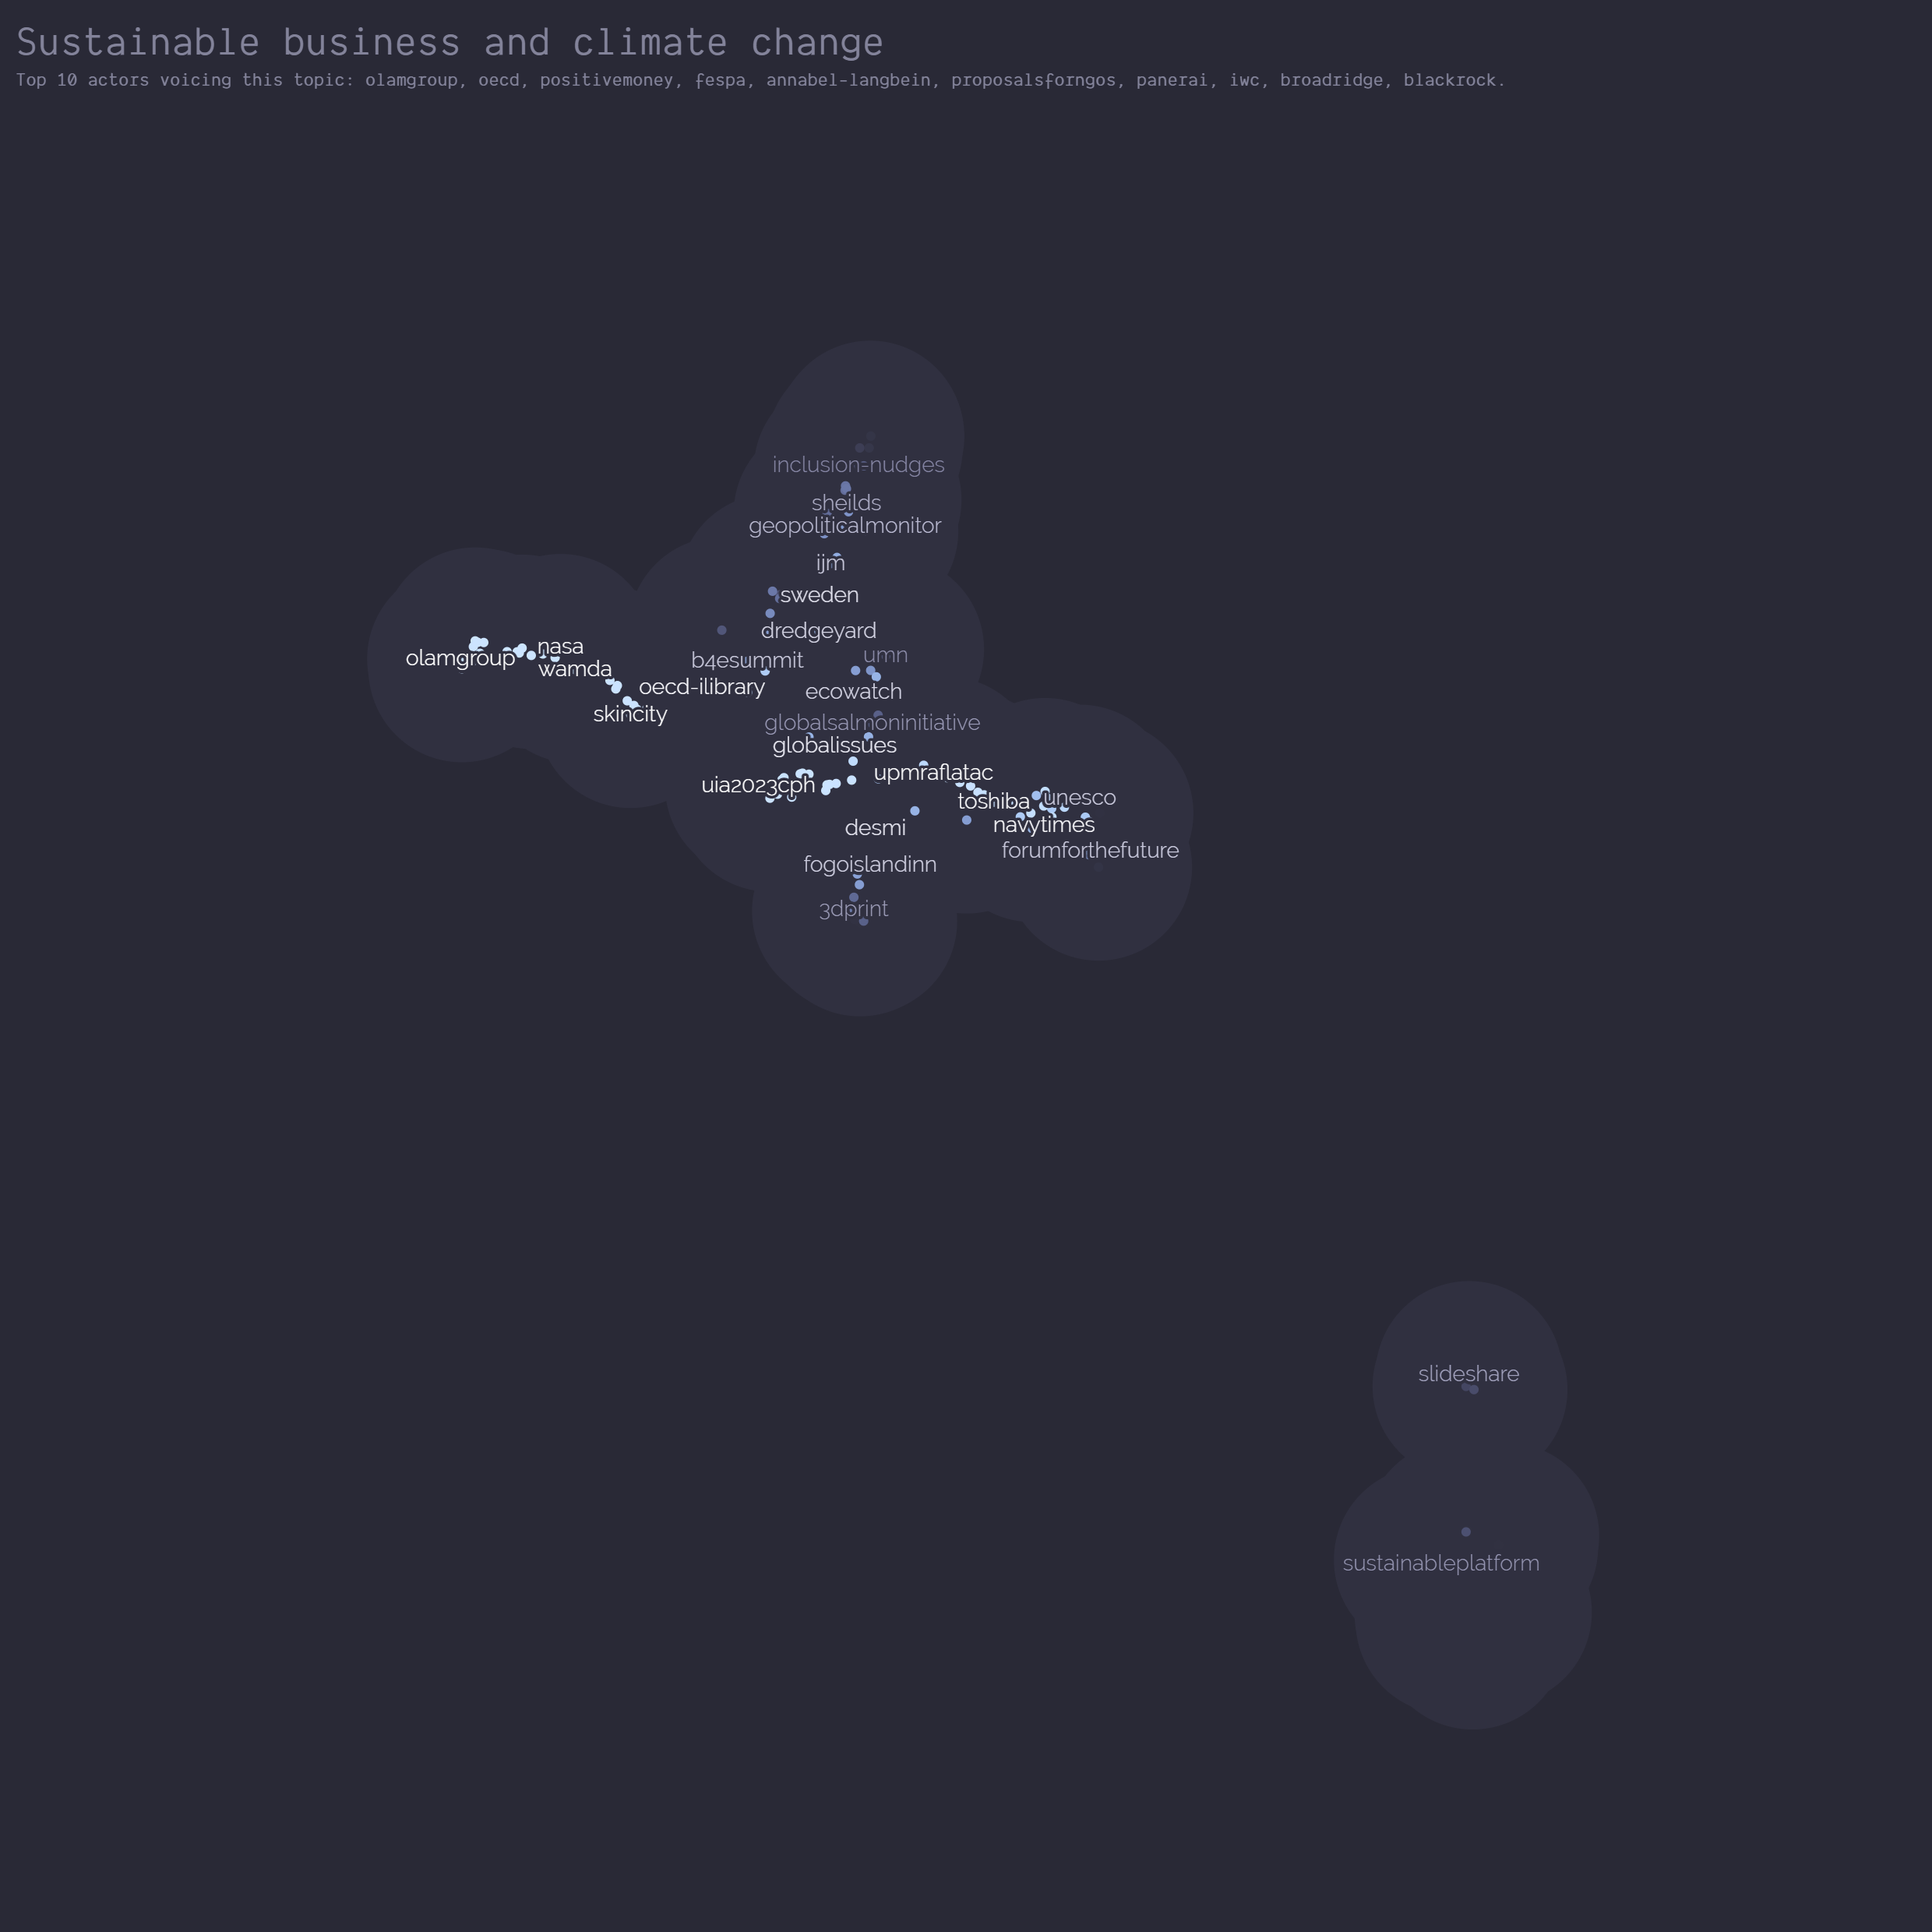 Sustainable business and climate change
Top 10 actors voicing this topic: olamgroup, oecd, positivemoney, fespa, annabel-langbein, proposalsforngos, panerai, iwc, broadridge, blackrock.
inclusion-nudges
sheilds
geopoliticalmonitor
ijm
sweden
dredgeyard
nasa
umn
olamgroup
b4esummit
wamda
oecd-ilibrary
ecowatch
skincity
globalsalmoninitiative
globalissues
upmraflatac
uia2023cph
unesco
toshiba
navytimes
desmi
forumforthefuture
fogoislandinn
3dprint
slideshare
sustainableplatform